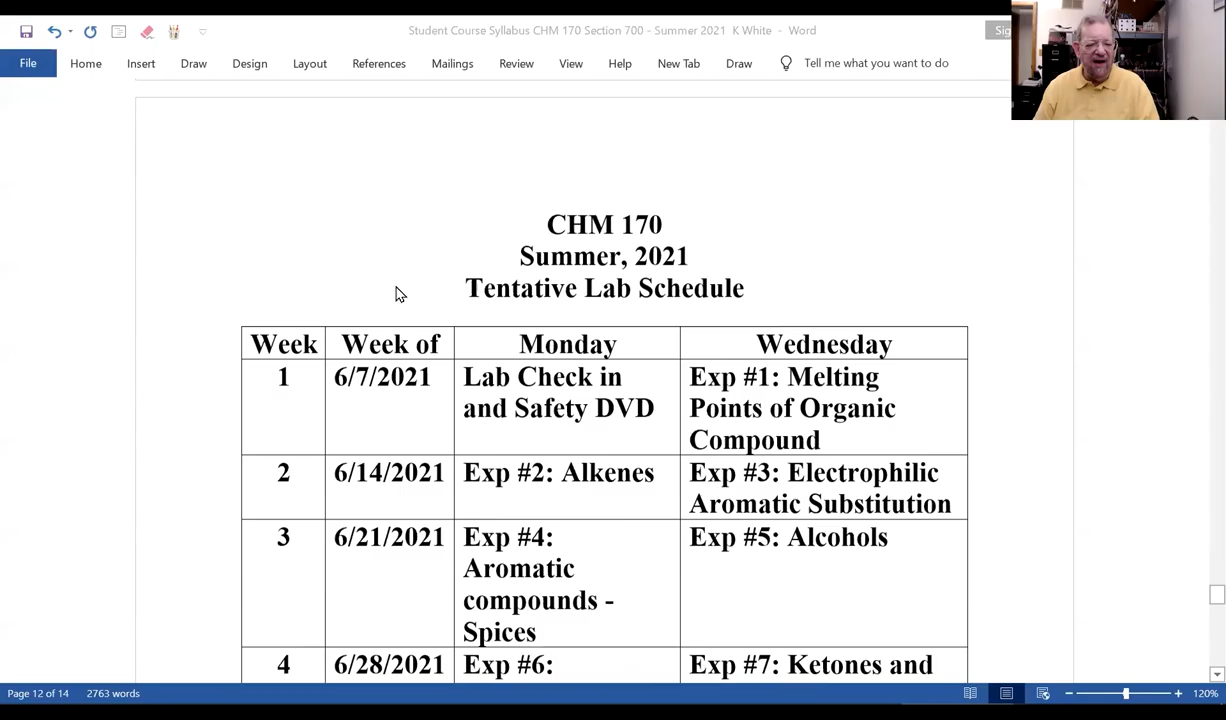 Student Course Syllabus CHM 170 Section 700 - Summer 2021 K White - Word
File Home Insert Draw Design Layout References Mailings Review View Help New Tab Draw Tell me what you want to do
CHM 170
Summer, 2021
Tentative Lab Schedule
Week Week of Monday Wednesday
1 6/7/2021 Lab Check in Exp #1: Melting
and Safety DVD Points of Organic
Compound
2 6/14/2021 Exp #2: Alkenes Exp #3: Electrophilic
Aromatic Substitution
3 6/21/2021 Exp #4: Exp #5: Alcohols
Aromatic
compounds -
Spices
4 6/28/2021 Exp #6: Exp #7: Ketones and
Page 12 of 14 2763 words 120%